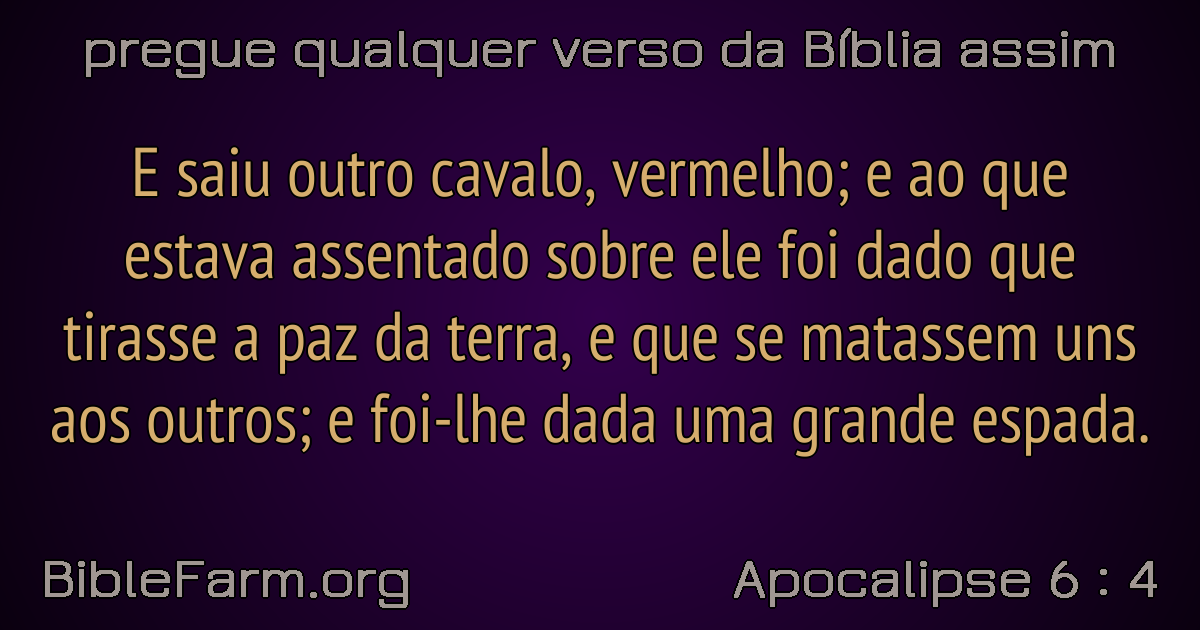 pregue qualquer verso da Bíblia assim
E saiu outro cavalo, vermelho; e ao que
estava assentado sobre ele foi dado que
tirasse a paz da terra, e que se matassem uns
aos outros; e foi-lhe dada uma grande espada.
BibleFarm.org
Apocalipse 6 : 4